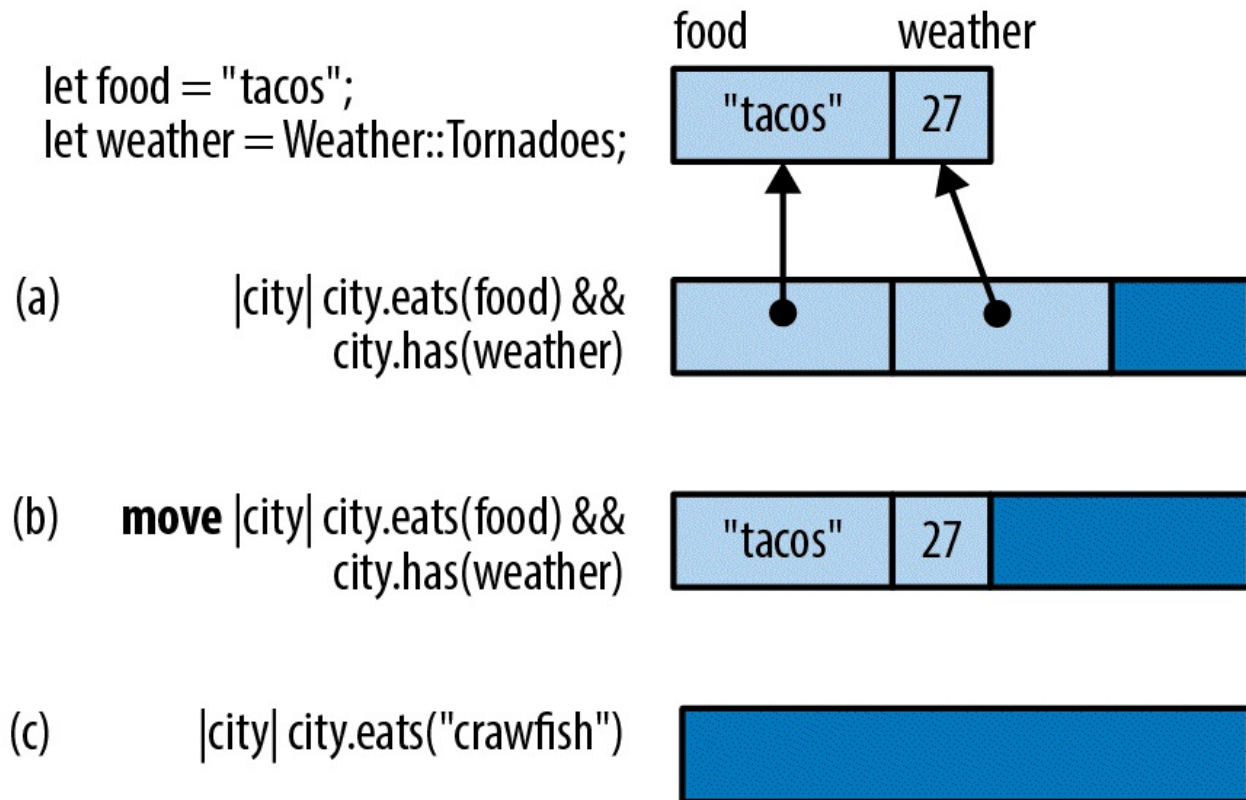 food weather
let food = "tacos";
let weather = Weather::Tornadoes;
"tacos" 27
(a) |city| city.eats(food) &&
city.has(weather)
(b) move |city| city.eats(food) &&
city.has(weather)
"tacos" 27
(c) |city| city.eats("crawfish")